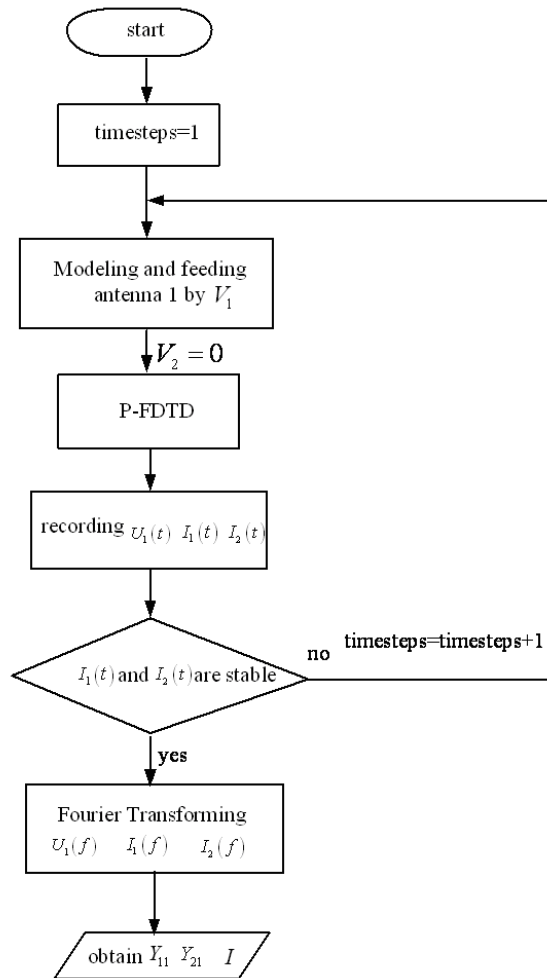 start
timesteps=1
Modeling and feeding
antenna 1 by V₁
V₂ = 0
P-FDTD
recording U₁(t) I₁(t) I₂(t)
I₁(t) and I₂(t) are stable
no timesteps=timesteps+1
yes
Fourier Transforming
U₁(f) I₁(f) I₂(f)
obtain Y₁₁ Y₂₁ I